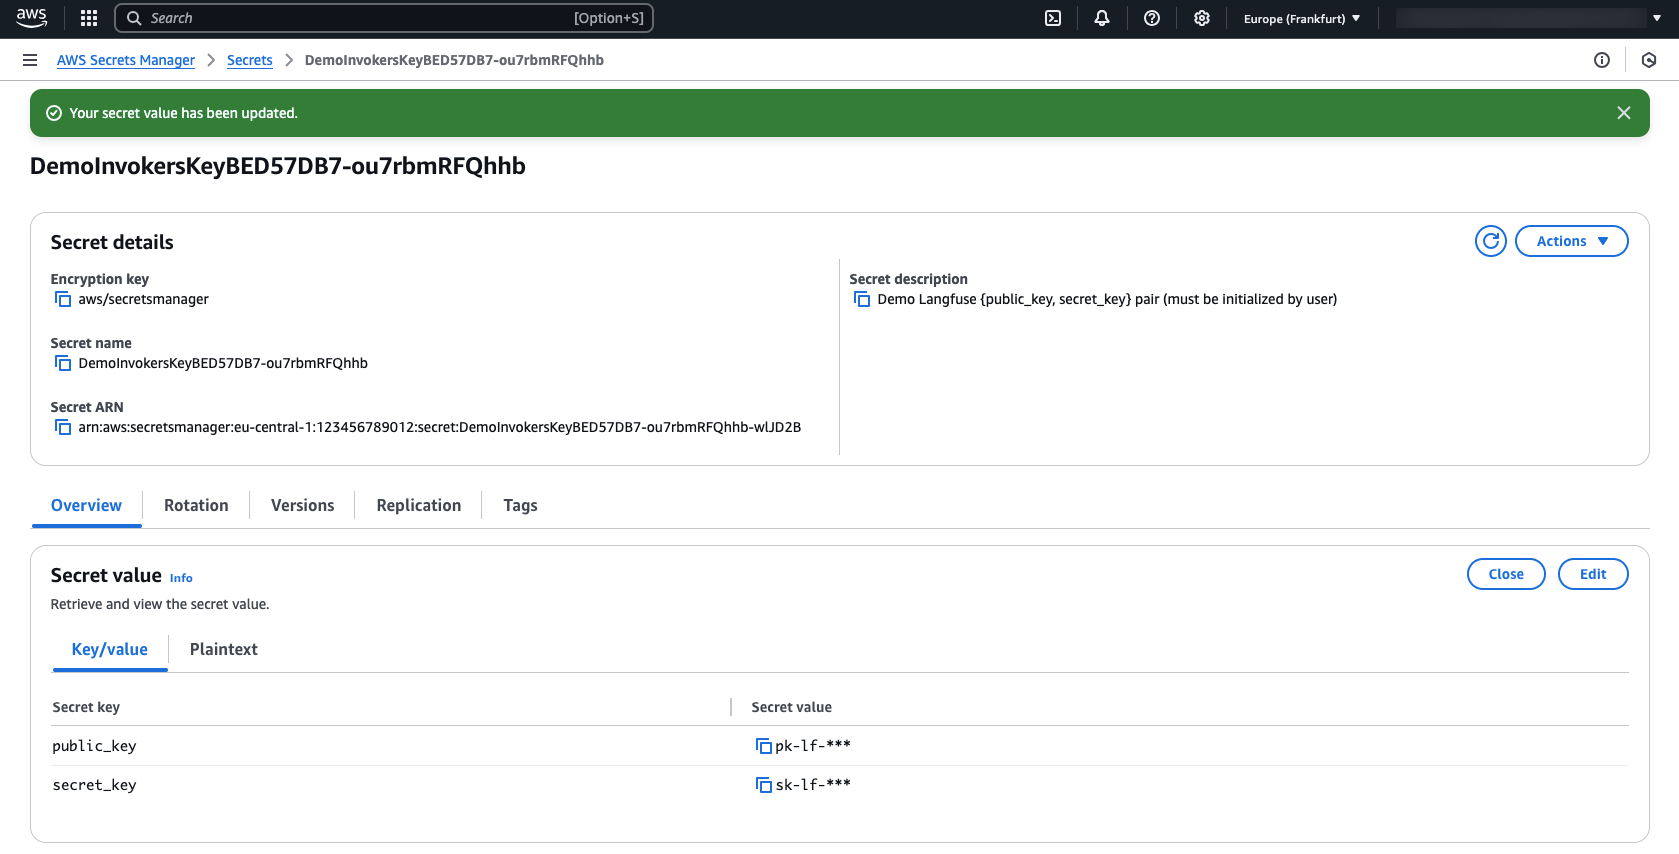 aws
Search [Option+S]
Europe (Frankfurt)
AWS Secrets Manager Secrets DemoInvokersKeyBED57DB7-ou7rbmRFQhhb
Your secret value has been updated.
DemoInvokersKeyBED57DB7-ou7rbmRFQhhb
Secret details
Actions
Encryption key
aws/secretsmanager
Secret name
DemoInvokersKeyBED57DB7-ou7rbmRFQhhb
Secret ARN
arn:aws:secretsmanager:eu-central-1:123456789012:secret:DemoInvokersKeyBED57DB7-ou7rbmRFQhhb-wlJD2B
Secret description
Demo Langfuse {public_key, secret_key} pair (must be initialized by user)
Overview Rotation Versions Replication Tags
Secret value Info
Close Edit
Retrieve and view the secret value.
Key/value Plaintext
Secret key Secret value
public_key pk-lf-***
secret_key sk-lf-***